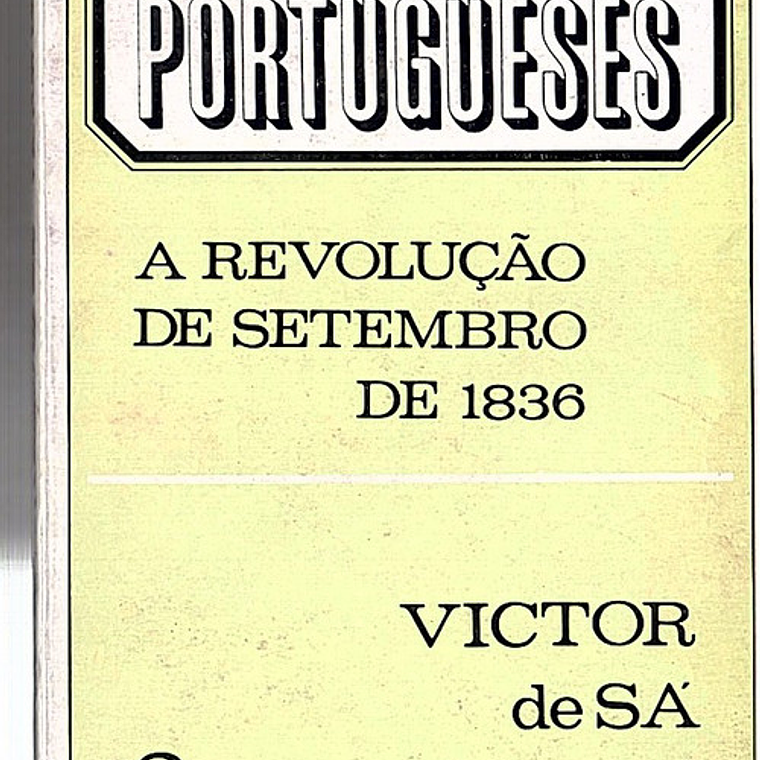 PORTUGUESES
A REVOLUÇÃO
DE SETEMBRO
DE 1836
VICTOR
de SÁ